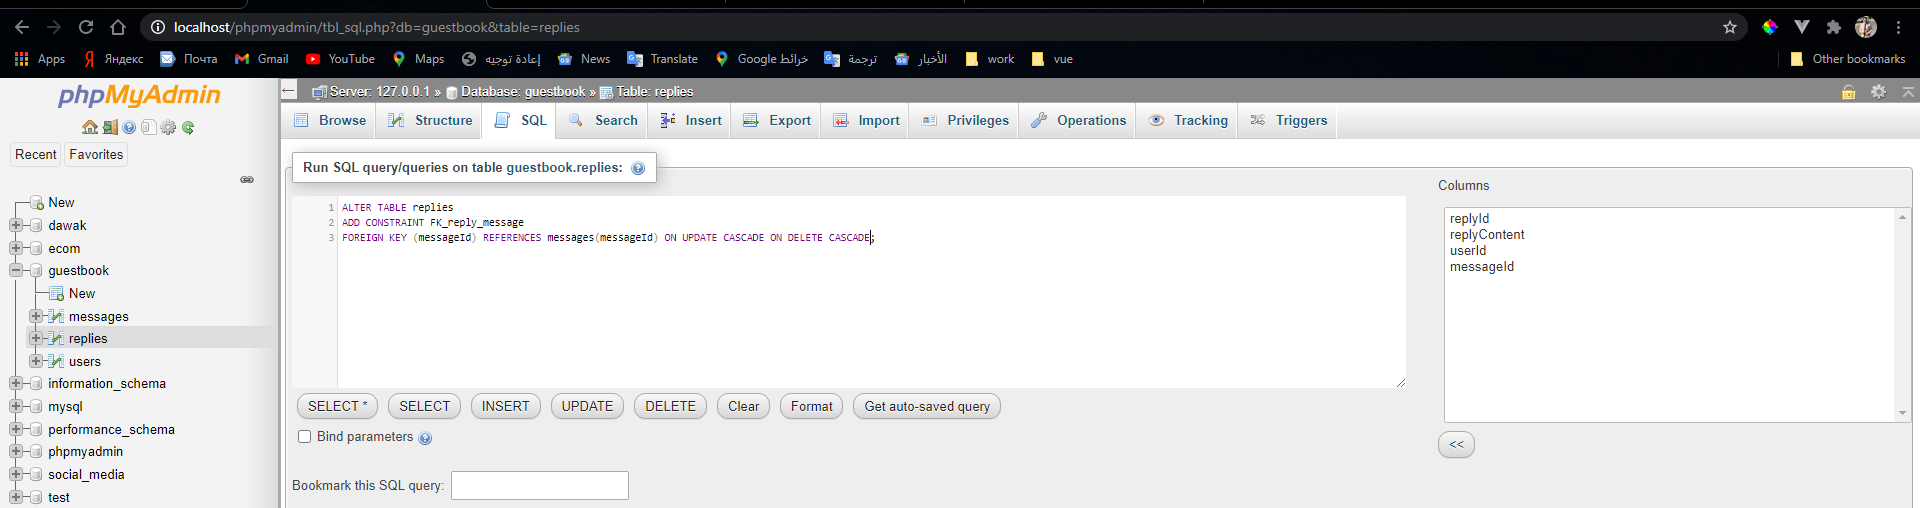 localhost/phpmyadmin/tbl_sql.php?db=guestbook&table=replies
Apps Яндекс Почта Gmail YouTube Maps إعادة توجيه News Translate Google خرائط ترجمة الأخبار work vue Other bookmarks
phpMyAdmin
Recent Favorites
New
dawak
ecom
guestbook
New
messages
replies
users
information_schema
mysql
performance_schema
phpmyadmin
social_media
test
Server: 127.0.0.1 » Database: guestbook » Table: replies
Browse Structure SQL Search Insert Export Import Privileges Operations Tracking Triggers
Run SQL query/queries on table guestbook.replies:
1 ALTER TABLE replies
2 ADD CONSTRAINT FK_reply_message
3 FOREIGN KEY (messageId) REFERENCES messages(messageId) ON UPDATE CASCADE ON DELETE CASCADE;
Columns
replyId
replyContent
userId
messageId
<<
SELECT * SELECT INSERT UPDATE DELETE Clear Format Get auto-saved query
Bind parameters
Bookmark this SQL query: